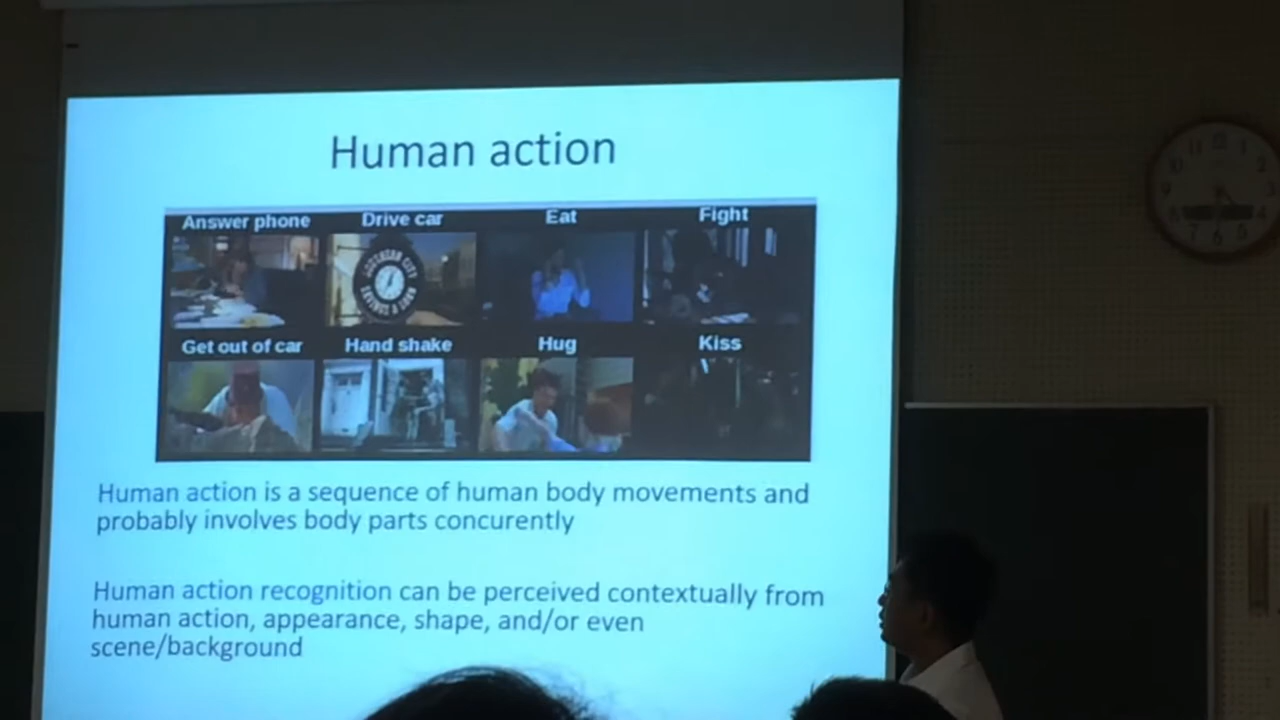 Human action
Answer phone Drive car Eat Fight
Get out of car Hand shake Hug Kiss
Human action is a sequence of human body movements and
probably involves body parts concurently
Human action recognition can be perceived contextually from
human action, appearance, shape, and/or even
scene/background